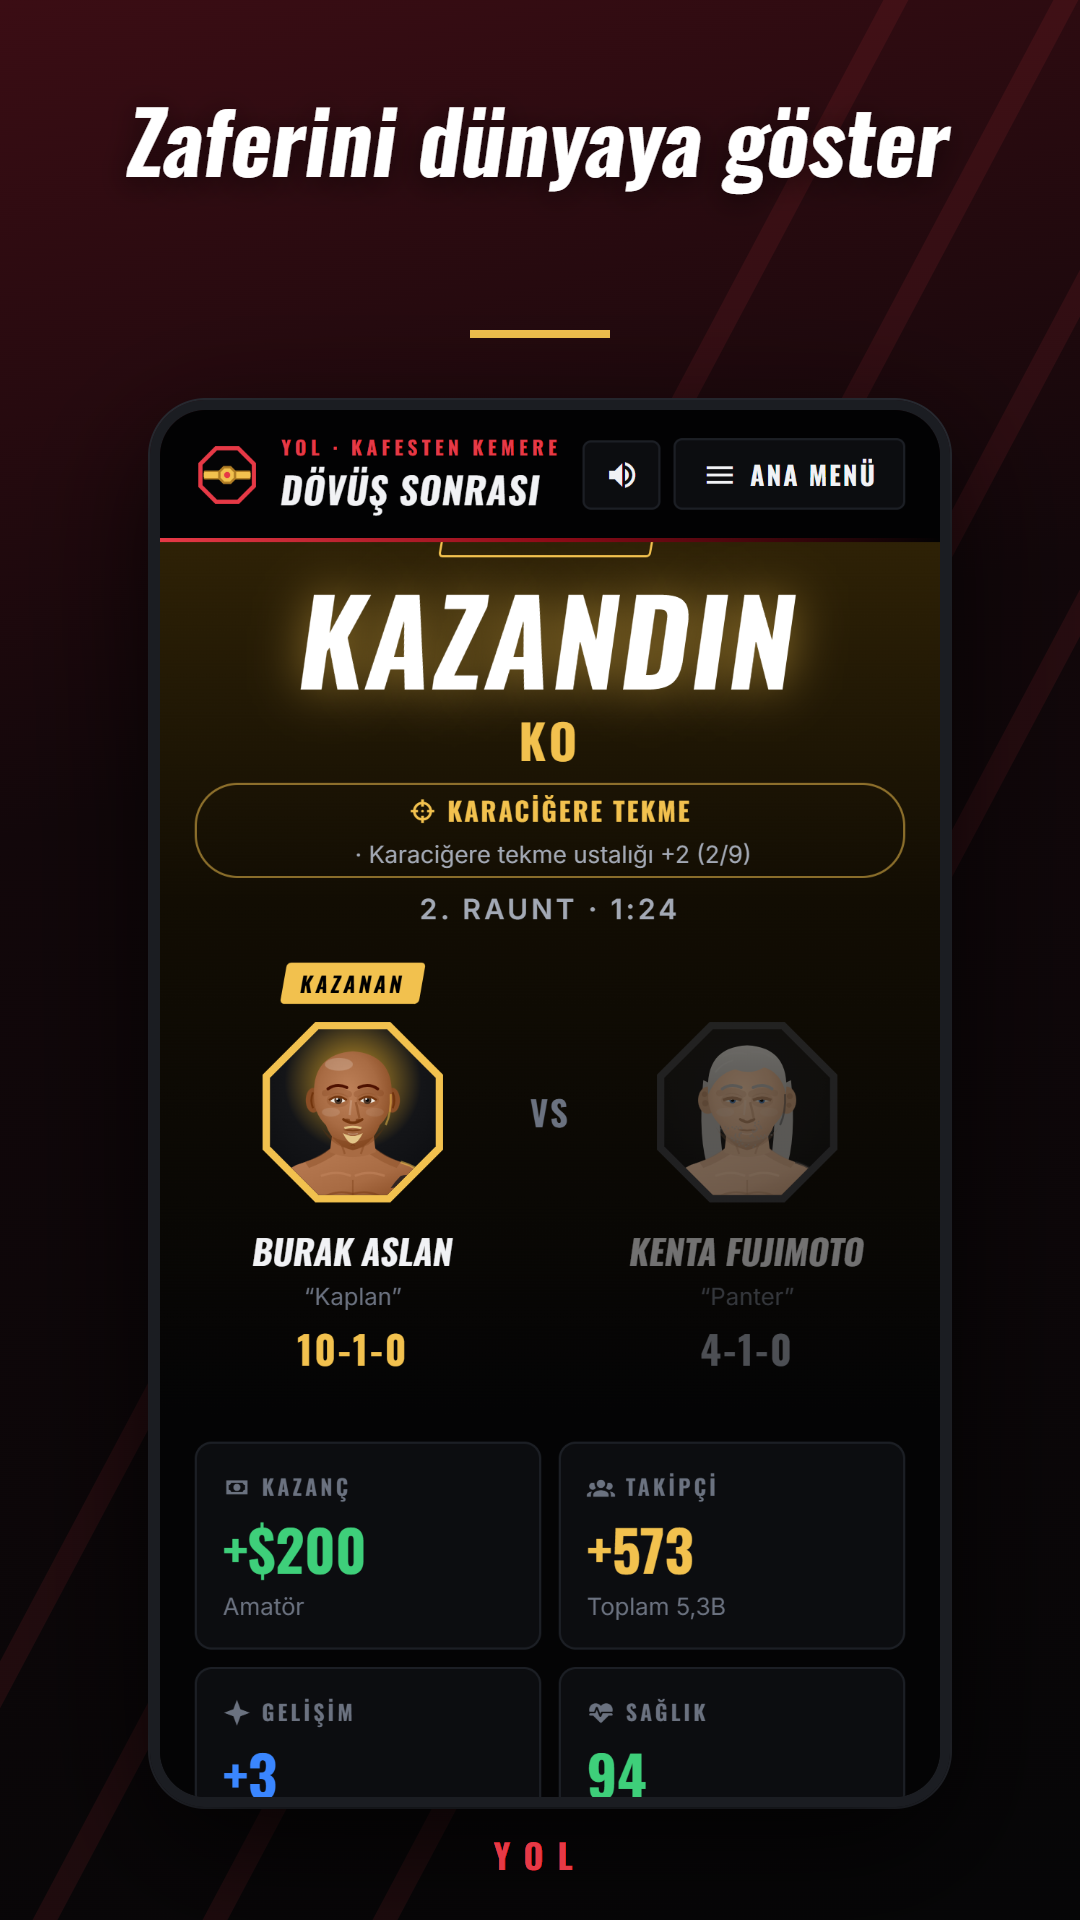 Zaferini dünyaya göster
YOL · KAFESTEN KEMERE
DÖVÜŞ SONRASI
ANA MENÜ
KAZANDIN
KO
KARACİĞERE TEKME
· Karaciğere tekme ustalığı +2 (2/9)
2. RAUNT · 1:24
KAZANAN
VS
BURAK ASLAN
KENTA FUJIMOTO
“Kaplan”
“Panter”
10-1-0
4-1-0
KAZANÇ
TAKİPÇİ
+$200
+573
Amatör
Toplam 5,3B
GELİŞİM
SAĞLIK
+3
94
YOL